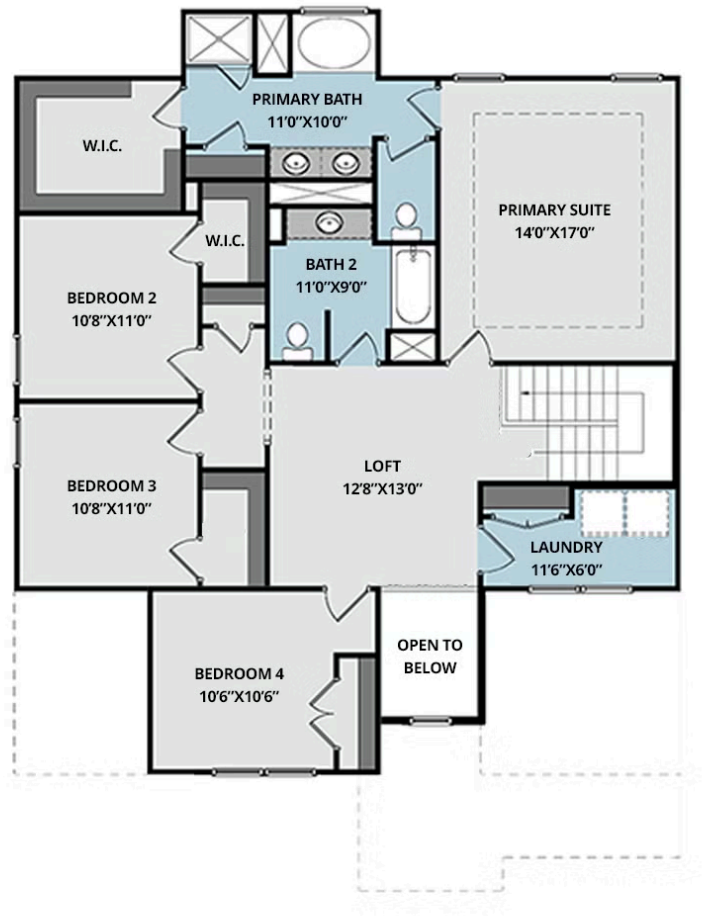 PRIMARY BATH
11'0"X10'0"
W.I.C.
PRIMARY SUITE
14'0"X17'0"
W.I.C.
BATH 2
11'0"X9'0"
BEDROOM 2
10'8"X11'0"
LOFT
12'8"X13'0"
BEDROOM 3
10'8"X11'0"
LAUNDRY
11'6"X6'0"
OPEN TO
BELOW
BEDROOM 4
10'6"X10'6"